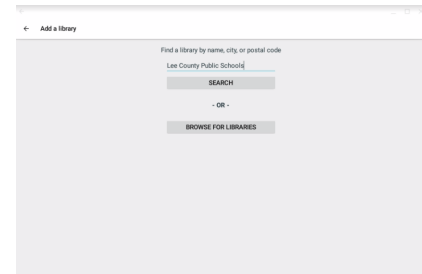 Add a library
Find a library by name, city, or postal code
Lee County Public Schools
SEARCH
- OR -
BROWSE FOR LIBRARIES